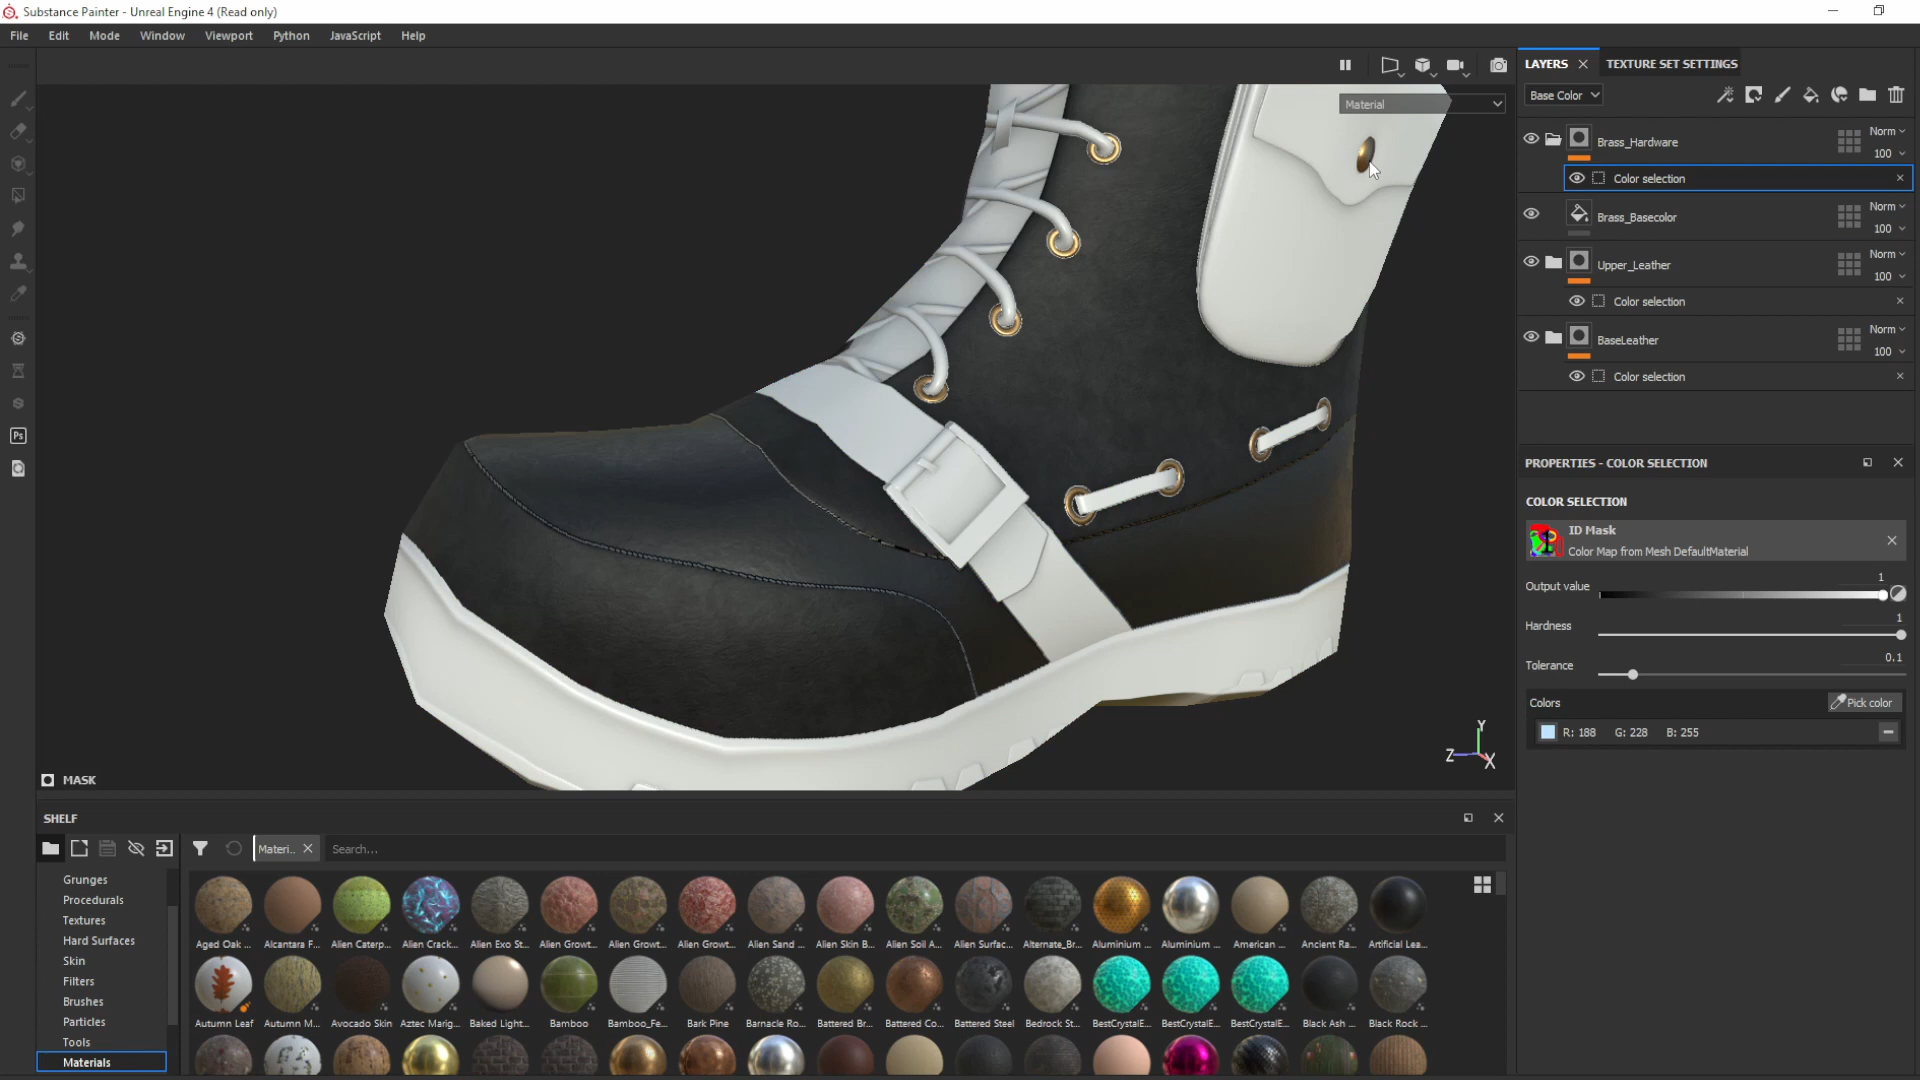 Substance Painter - Unreal Engine 4 (Read only)
File Edit Mode Window Viewport Python JavaScript Help
Material
LAYERS TEXTURE SET SETTINGS
Base Color
Brass_Hardware Norm
100
Color selection
Brass_Basecolor Norm
100
Upper_Leather Norm
100
Color selection
BaseLeather Norm
100
Color selection
PROPERTIES - COLOR SELECTION
COLOR SELECTION
ID Mask
Color Map from Mesh DefaultMaterial
Output value 1
Hardness 1
Tolerance 0.1
Colors Pick color
R: 188 G: 228 B: 255
Ps
Y
Z X
MASK
SHELF
Materi.. Search...
Grunges
Procedurals
Textures
Hard Surfaces
Skin
Filters
Brushes
Particles
Tools
Materials
Aged Oak ... Alcantara F... Alien Caterp... Alien Crack... Alien Exo St... Alien Growt... Alien Growt... Alien Growt... Alien Sand ... Alien Skin B... Alien Soil A... Alien Surfac... Alternate_Br... Aluminium ... Aluminium ... American ... Ancient Ra... Artificial Lea...
Autumn Leaf Autumn M... Avocado Skin Aztec Marig... Baked Light... Bamboo Bamboo_Fe... Bark Pine Barnacle Ro... Battered Br... Battered Co... Battered Steel Bedrock St... BestCrystalE... BestCrystalE... BestCrystalE... Black Ash ... Black Rock ...